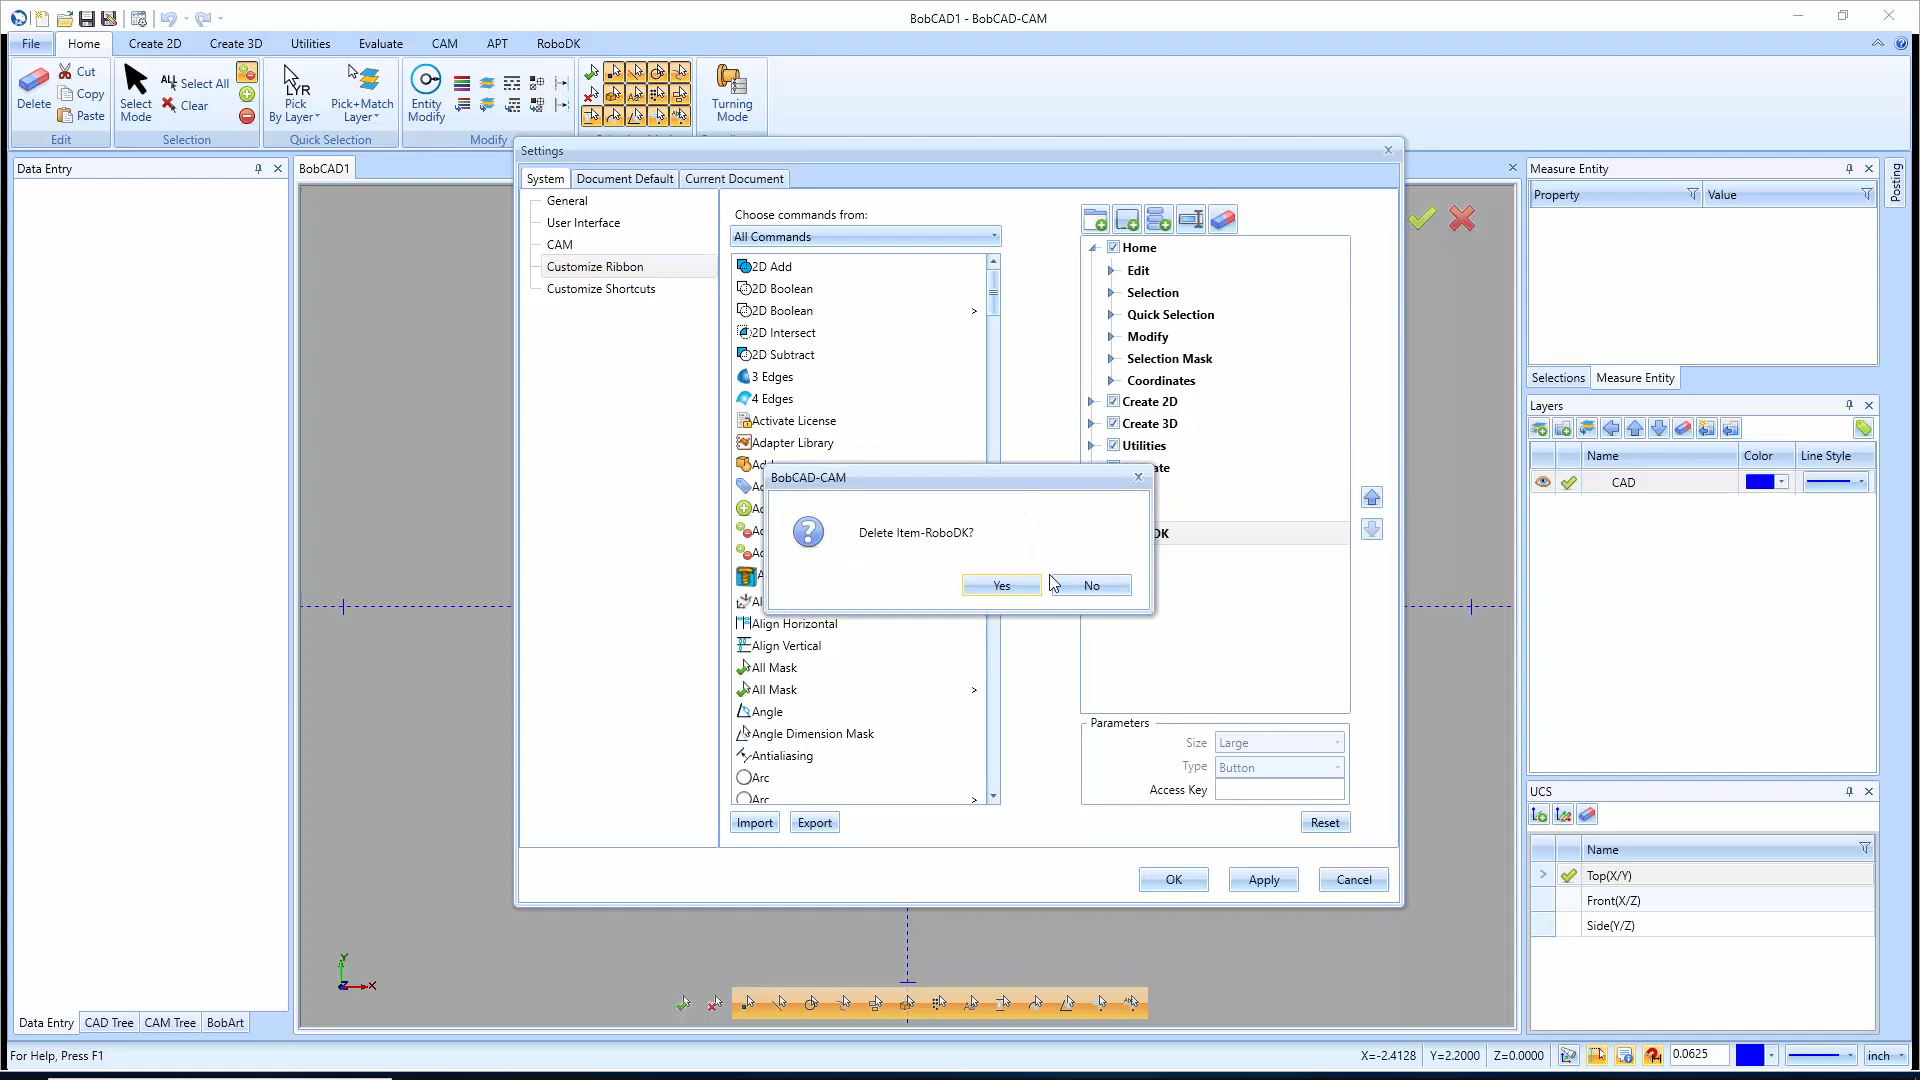 BobCAD1 - BobCAD-CAM
File Home Create 2D Create 3D Utilities Evaluate CAM APT RoboDK
Delete
Cut
Copy
Paste
Edit
Select Mode
ALL Select All
Clear
Selection
LYR
Pick By Layer
Pick+Match Layer
Quick Selection
Entity Modify
Modify
Turning Mode
Data Entry
BobCAD1
Settings
System Document Default Current Document
General
User Interface
CAM
Customize Ribbon
Customize Shortcuts
Choose commands from:
All Commands
2D Add
2D Boolean
2D Boolean >
2D Intersect
2D Subtract
3 Edges
4 Edges
Activate License
Adapter Library
Align Horizontal
Align Vertical
All Mask
All Mask >
Angle
Angle Dimension Mask
Antialiasing
Arc
Arc >
Import Export
Home
Edit
Selection
Quick Selection
Modify
Selection Mask
Coordinates
Create 2D
Create 3D
Utilities
Parameters
Size Large
Type Button
Access Key
Reset
OK Apply Cancel
BobCAD-CAM
Delete Item-RoboDK?
Yes No
Measure Entity
Property Value
Posting
Selections Measure Entity
Layers
Name Color Line Style
CAD
UCS
Name
Top(X/Y)
Front(X/Z)
Side(Y/Z)
Y
Z
X
Data Entry CAD Tree CAM Tree BobArt
For Help, Press F1
X=-2.4128 Y=2.2000 Z=0.0000 0.0625 inch